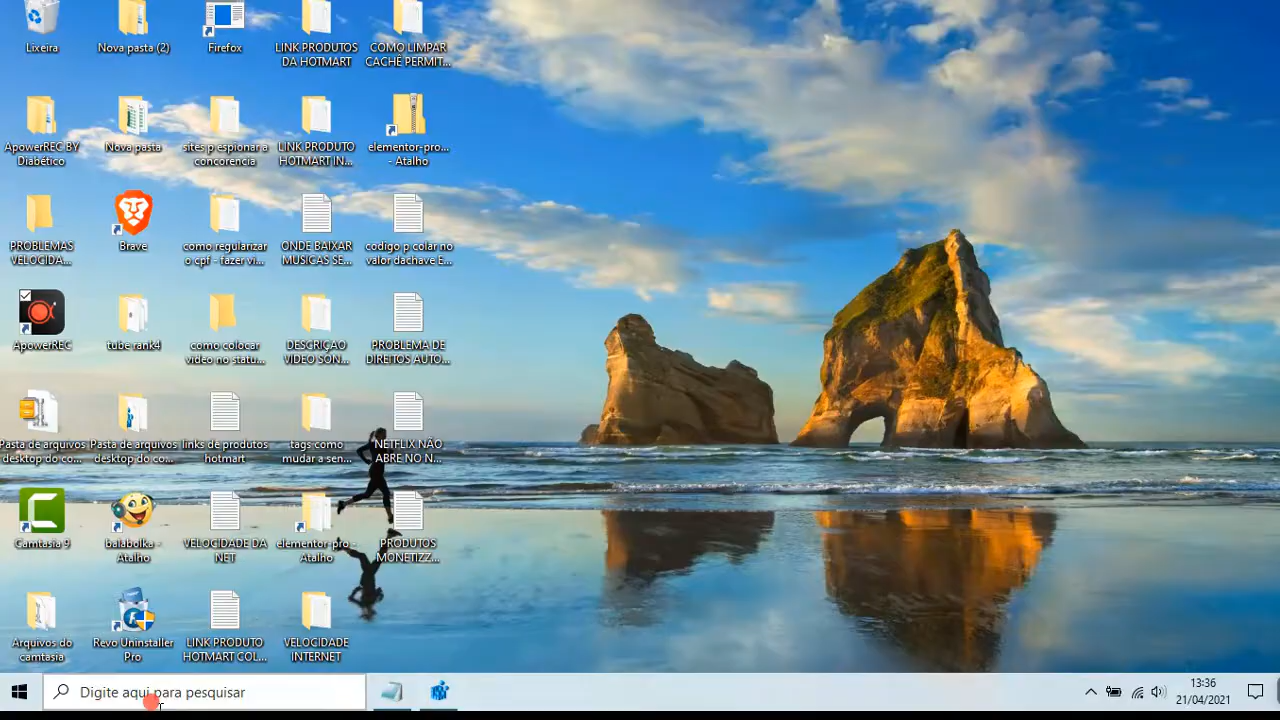 Lixeira
Nova pasta (2)
Firefox
LINK PRODUTOS
DA HOTMART
COMO LIMPAR
CACHÊ PERMIT...
ApowerREC BY
Diabético
Nova pasta
sites p espionar a
concorencia
LINK PRODUTO
HOTMART IN...
elementor-pro...
- Atalho
PROBLEMAS
VELOCIDA...
Brave
como regularizar
o cpf - fazer vi...
ONDE BAIXAR
MUSICAS SE...
codigo p colar no
valor dachave E...
ApowerREC
tube rank4
como colocar
video no statu...
DESCRIÇAO
VIDEO SON...
PROBLEMA DE
DIREITOS AUTO...
Pasta de arquivos
desktop do co...
Pasta de arquivos
desktop do co...
links de produtos
hotmart
tags como
mudar a sen...
NETFLIX NÃO
ABRE NO N...
Camtasia 9
balabolka -
Atalho
VELOCIDADE DA
NET
elementor-pro -
Atalho
PRODUTOS
MONETIZZ...
Arquivos do
camtasia
Revo Uninstaller
Pro
LINK PRODUTO
HOTMART COL...
VELOCIDADE
INTERNET
Digite aqui para pesquisar
13:36
21/04/2021